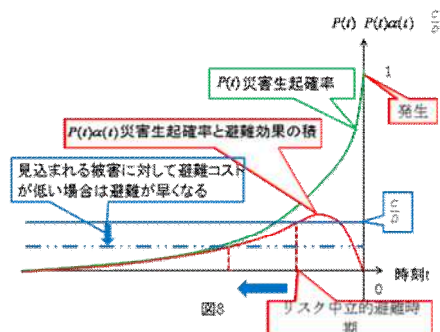 P(t) P(t)α(t) C/D
1
P(t)災害生起確率
発生
P(t)α(t)災害生起確率と避難効果の積
見込まれる被害に対して避難コスト
が低い場合は避難が早くなる
C/D
時刻t
0
図8
リスク中立的避難時
期